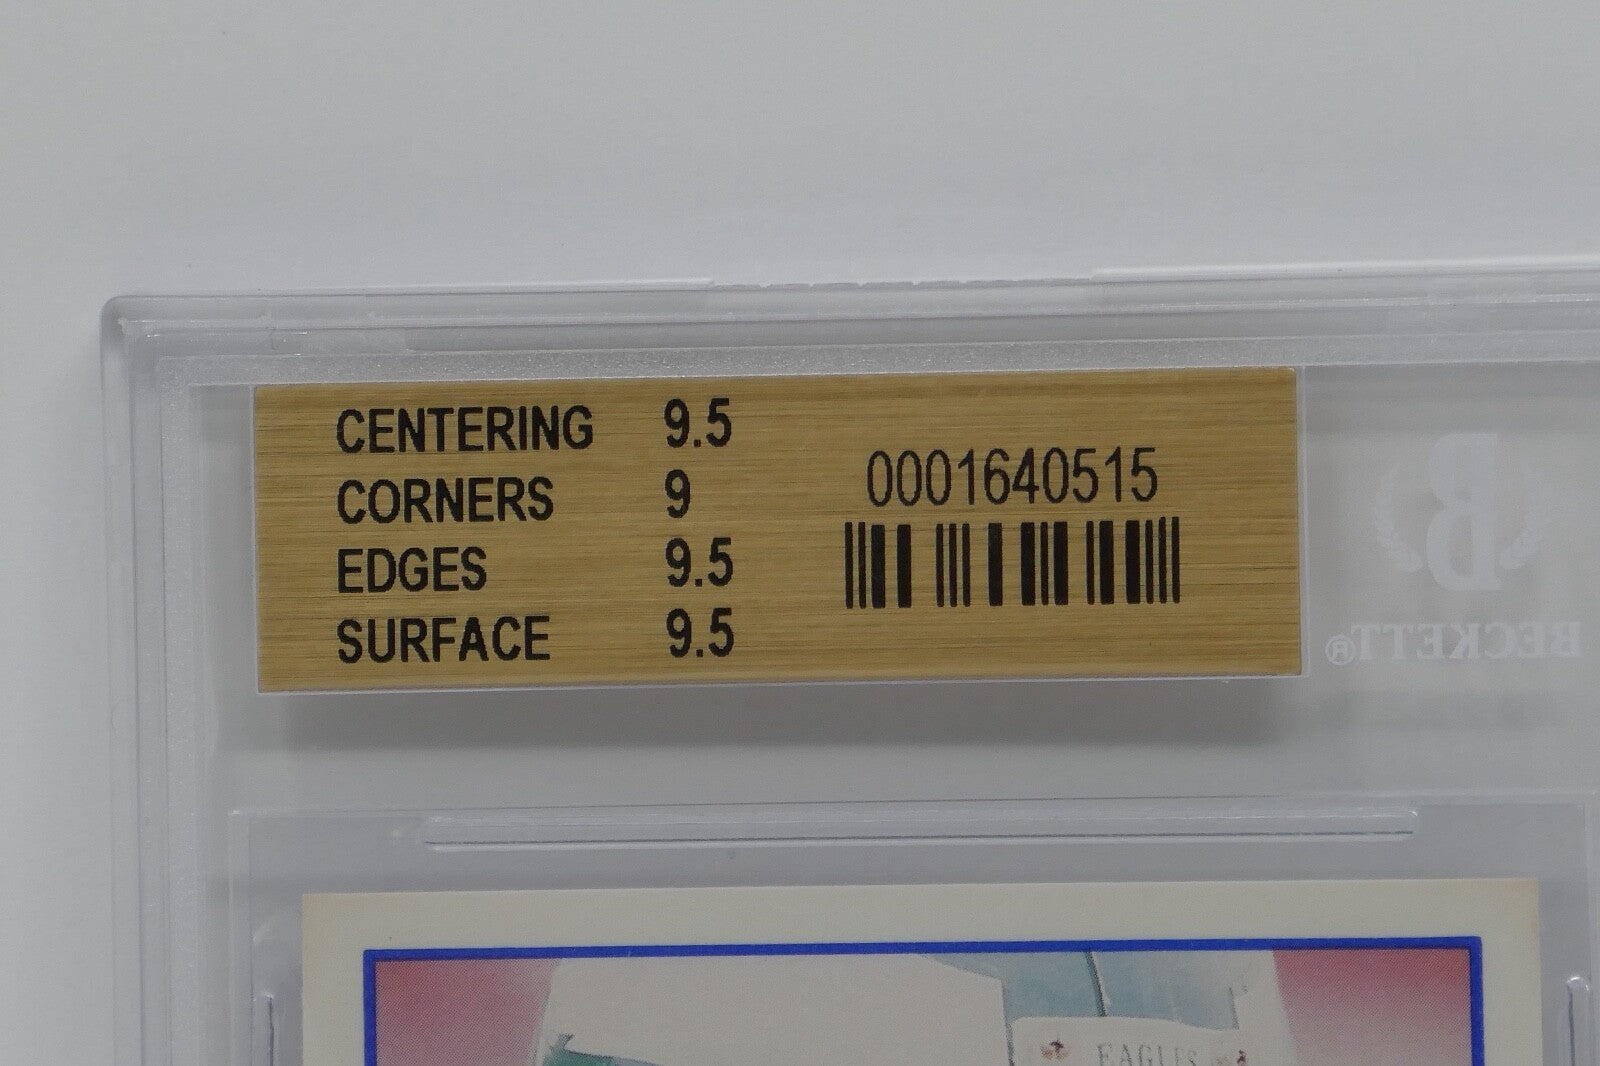 CENTERING 9.5
CORNERS 9
EDGES 9.5
SURFACE 9.5
0001640515
B
BECKETT®
EAGLES